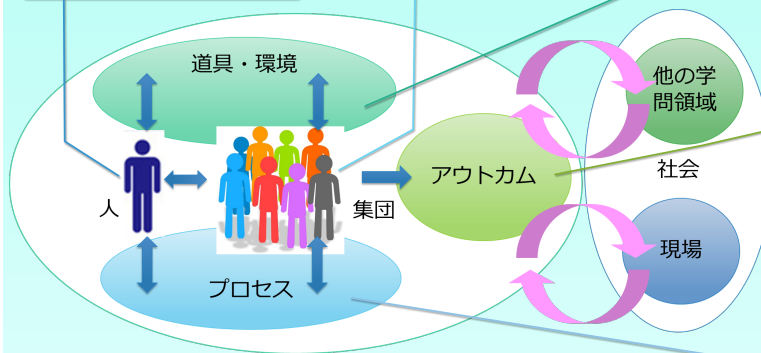 道具・環境
他の学
問領域
アウトカム
社会
人
集団
現場
プロセス